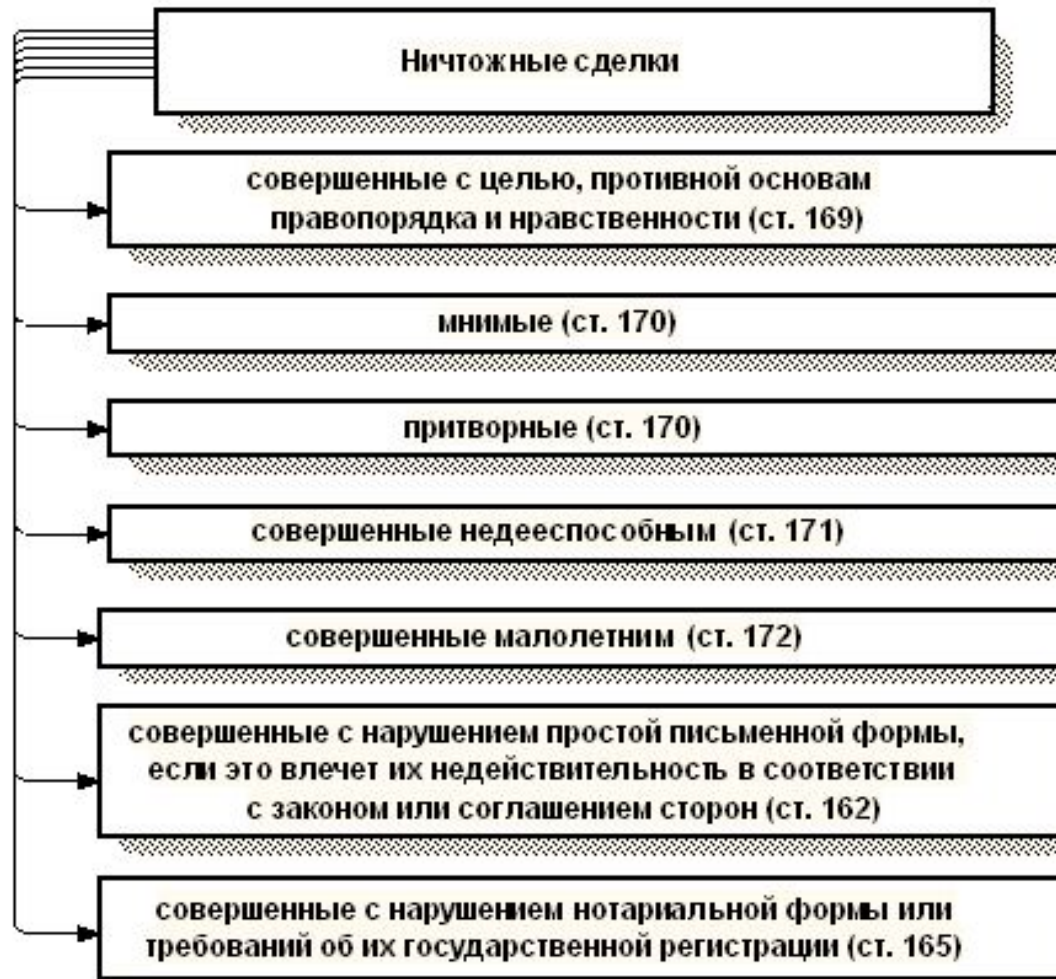 Ничтожные сделки
совершенные с целью, противной основам
правопорядка и нравственности (ст. 169)
мнимые (ст. 170)
притворные (ст. 170)
совершенные недееспособным (ст. 171)
совершенные малолетним (ст. 172)
совершенные с нарушением простой письменной формы,
если это влечет их недействительность в соответствии
с законом или соглашением сторон (ст. 162)
совершенные с нарушением нотариальной формы или
требований об их государственной регистрации (ст. 165)